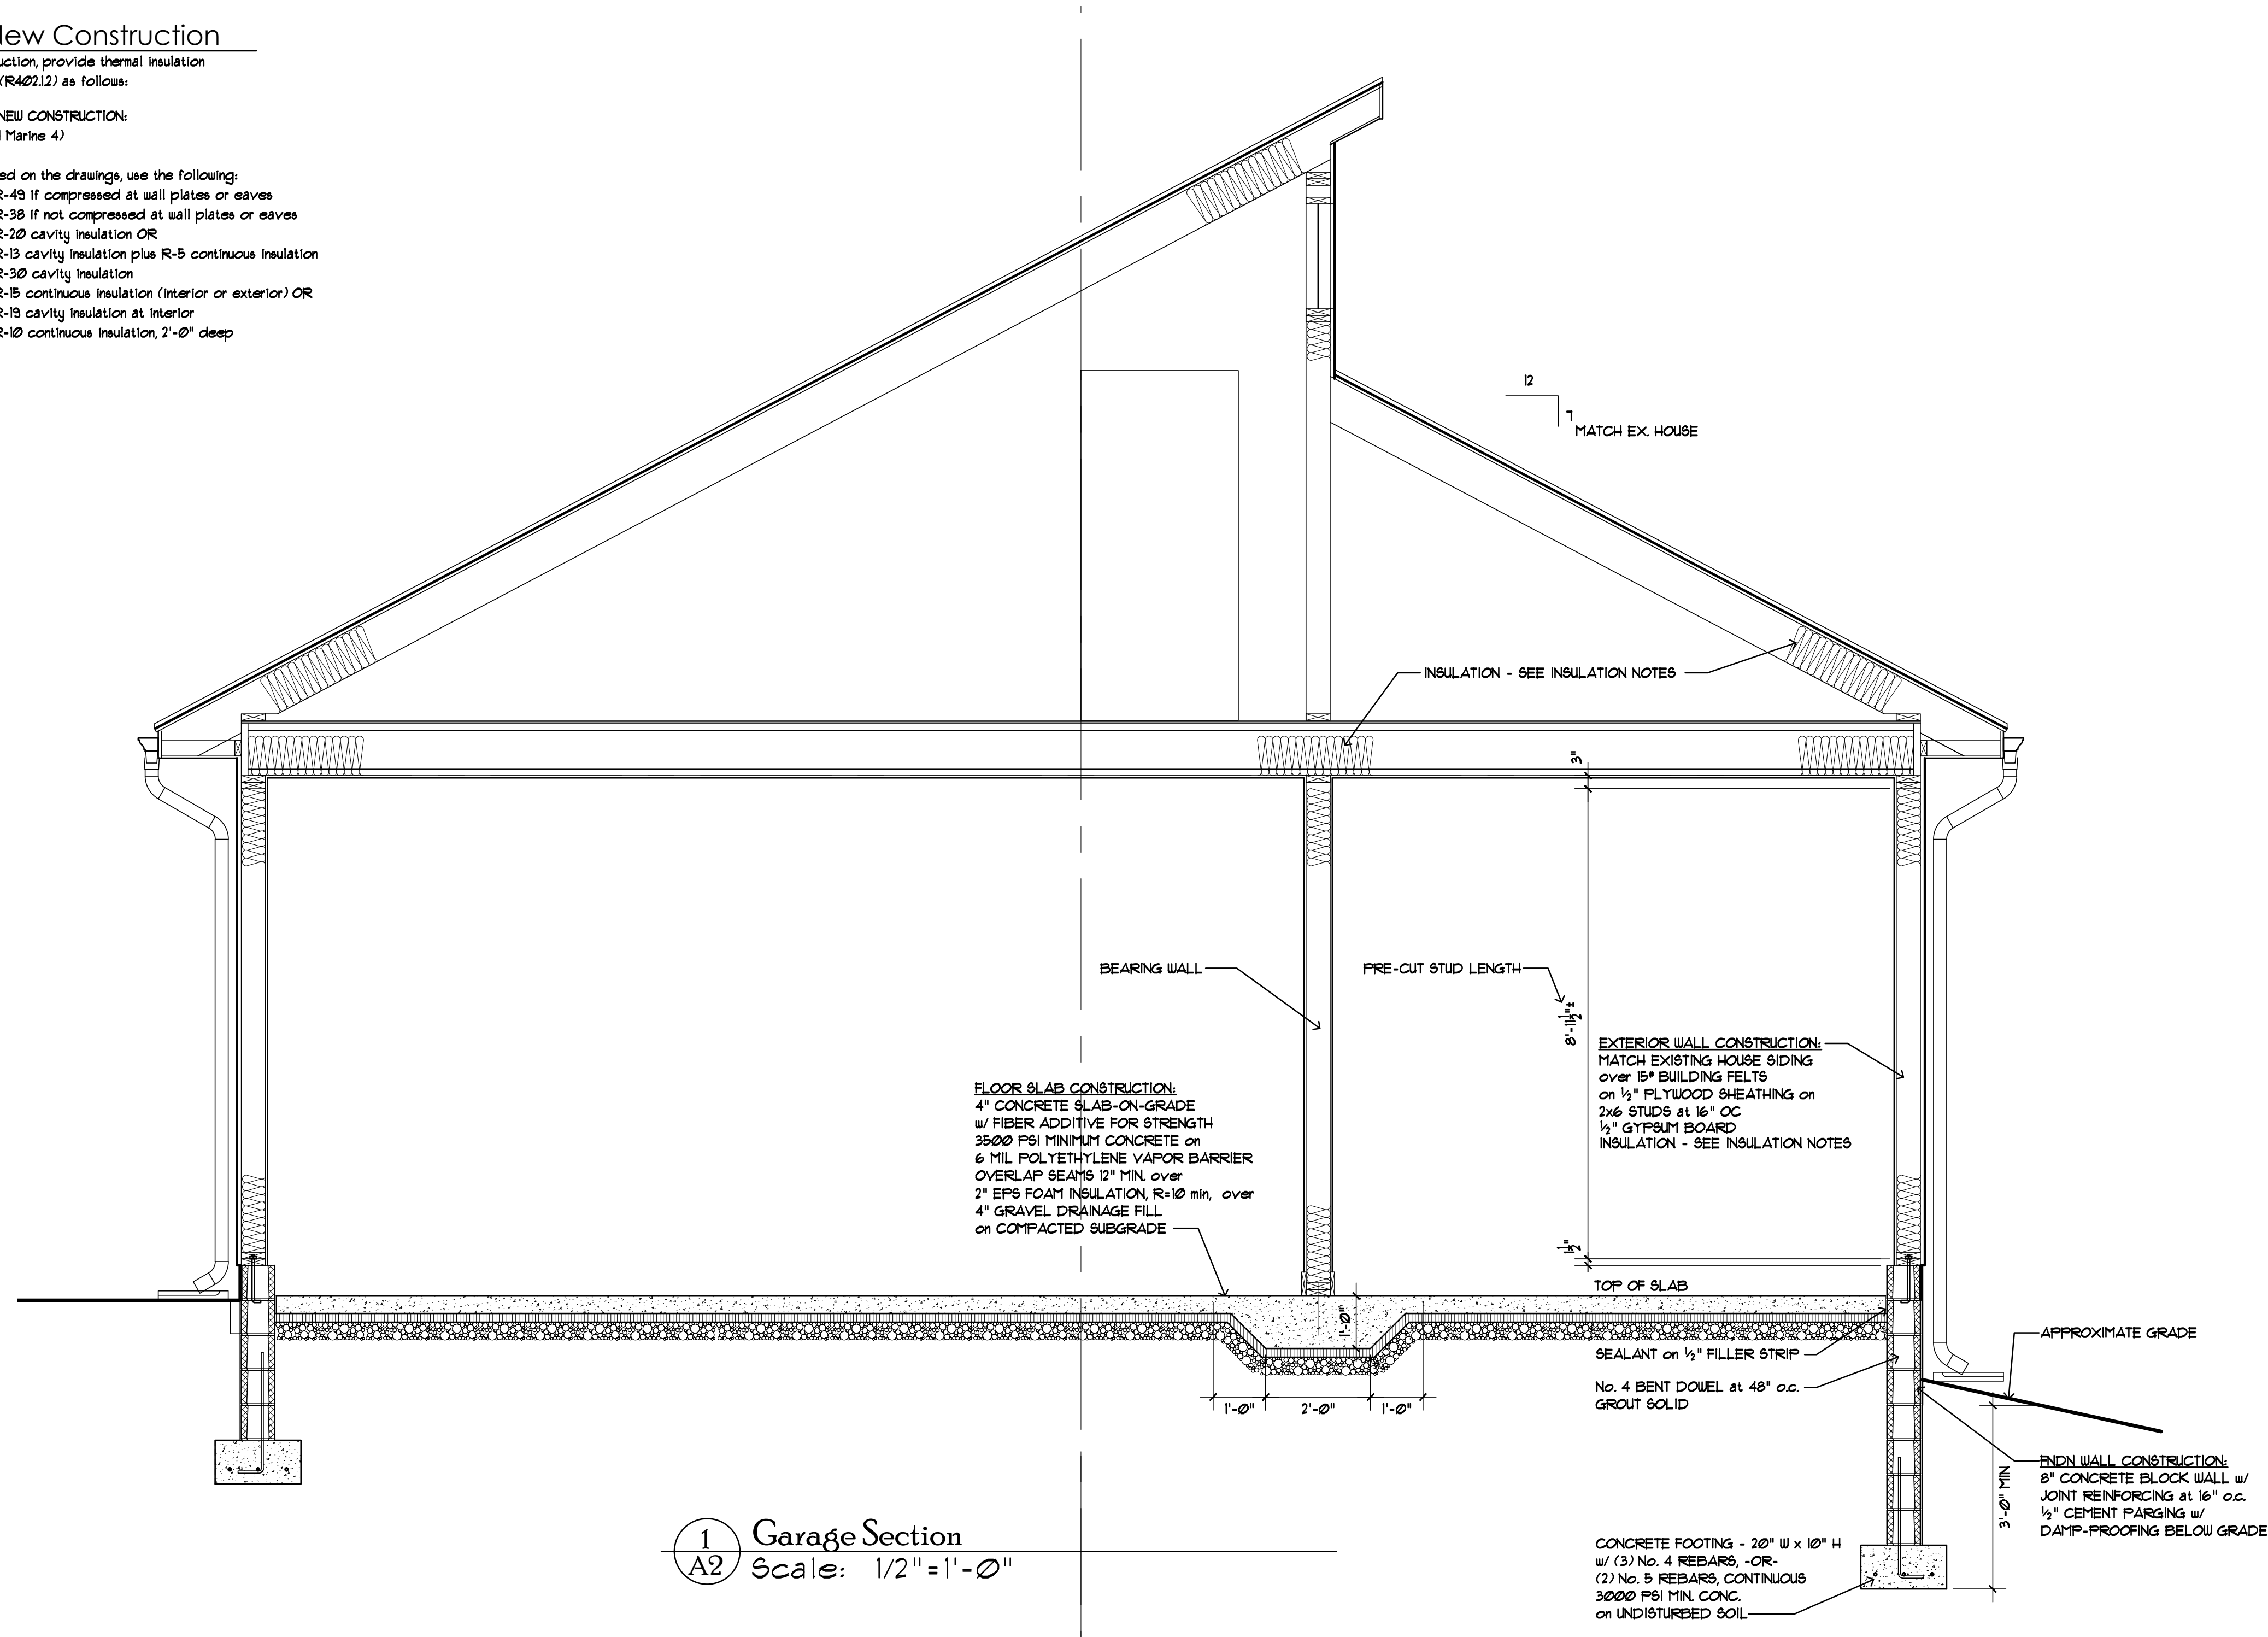 New Construction
uction, provide thermal insulation
(R402.1.2) as follows:
NEW CONSTRUCTION:
Marine 4)
ed on the drawings, use the following:
R-49 if compressed at wall plates or eaves
R-38 if not compressed at wall plates or eaves
R-20 cavity insulation OR
R-13 cavity insulation plus R-5 continuous insulation
R-30 cavity insulation
R-15 continuous insulation (interior or exterior) OR
R-19 cavity insulation at interior
R-10 continuous insulation, 2'-0" deep
12
7
MATCH EX. HOUSE
INSULATION - SEE INSULATION NOTES
3"
BEARING WALL
PRE-CUT STUD LENGTH
8'-11 1/2"±
EXTERIOR WALL CONSTRUCTION:
MATCH EXISTING HOUSE SIDING
over 15# BUILDING FELTS
on ½" PLYWOOD SHEATHING on
2x6 STUDS at 16" OC
½" GYPSUM BOARD
INSULATION - SEE INSULATION NOTES
FLOOR SLAB CONSTRUCTION:
4" CONCRETE SLAB-ON-GRADE
w/ FIBER ADDITIVE FOR STRENGTH
3500 PSI MINIMUM CONCRETE on
6 MIL POLYETHYLENE VAPOR BARRIER
OVERLAP SEAMS 12" MIN. over
2" EPS FOAM INSULATION, R=10 min, over
4" GRAVEL DRAINAGE FILL
on COMPACTED SUBGRADE
1 1/2"
TOP OF SLAB
1'-0"
SEALANT on ½" FILLER STRIP
No. 4 BENT DOWEL at 48" o.c.
GROUT SOLID
1'-0"
2'-0"
1'-0"
APPROXIMATE GRADE
3'-0" MIN
FNDN WALL CONSTRUCTION:
8" CONCRETE BLOCK WALL w/
JOINT REINFORCING at 16" o.c.
½" CEMENT PARGING w/
DAMP-PROOFING BELOW GRADE
CONCRETE FOOTING - 20" W x 10" H
w/ (3) No. 4 REBARS, -OR-
(2) No. 5 REBARS, CONTINUOUS
3000 PSI MIN. CONC.
on UNDISTURBED SOIL
1
A2
Garage Section
Scale: 1/2"=1'-0"